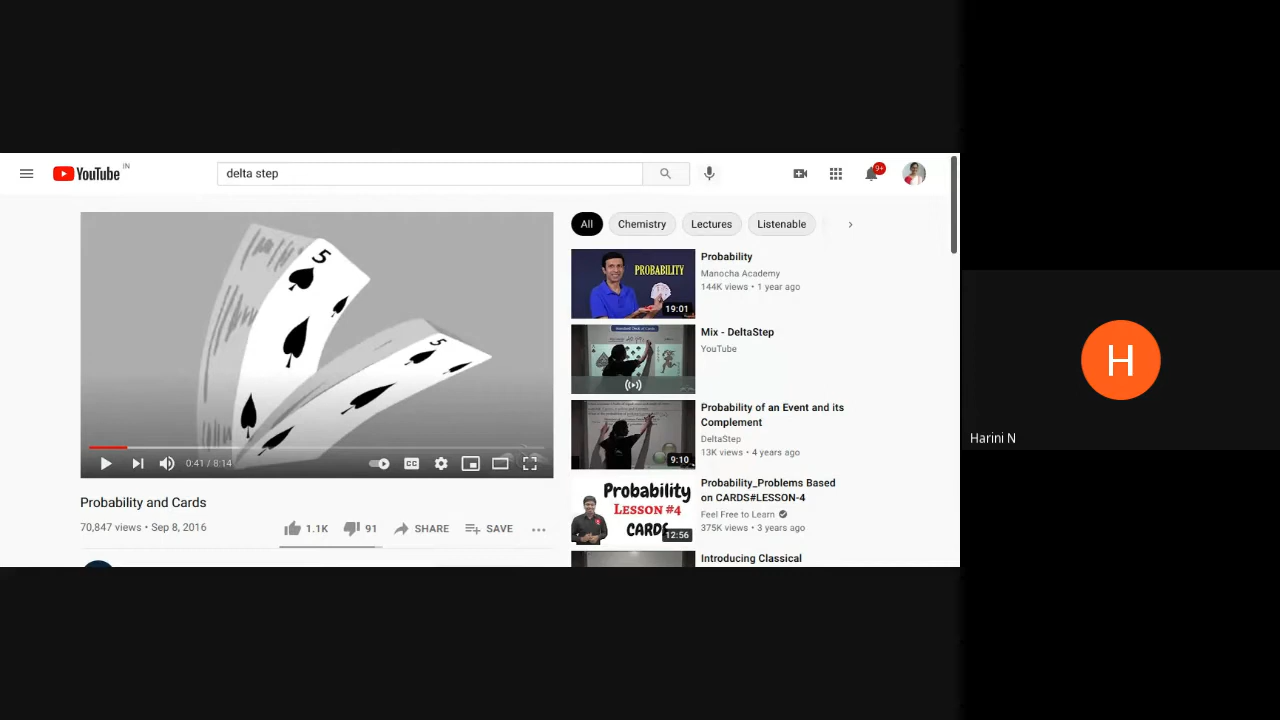 YouTube IN
delta step
9+
5
5
0:41 / 8:14
CC
Probability and Cards
70,847 views • Sep 8, 2016
1.1K
91
SHARE
SAVE
All
Chemistry
Lectures
Listenable
PROBABILITY
19:01
Probability
Manocha Academy
144K views • 1 year ago
Mix - DeltaStep
YouTube
9:10
Probability of an Event and its
Complement
DeltaStep
13K views • 4 years ago
Probability
LESSON #4
CARDS
12:56
Probability_Problems Based
on CARDS#LESSON-4
Feel Free to Learn
375K views • 3 years ago
Introducing Classical
H
Harini N